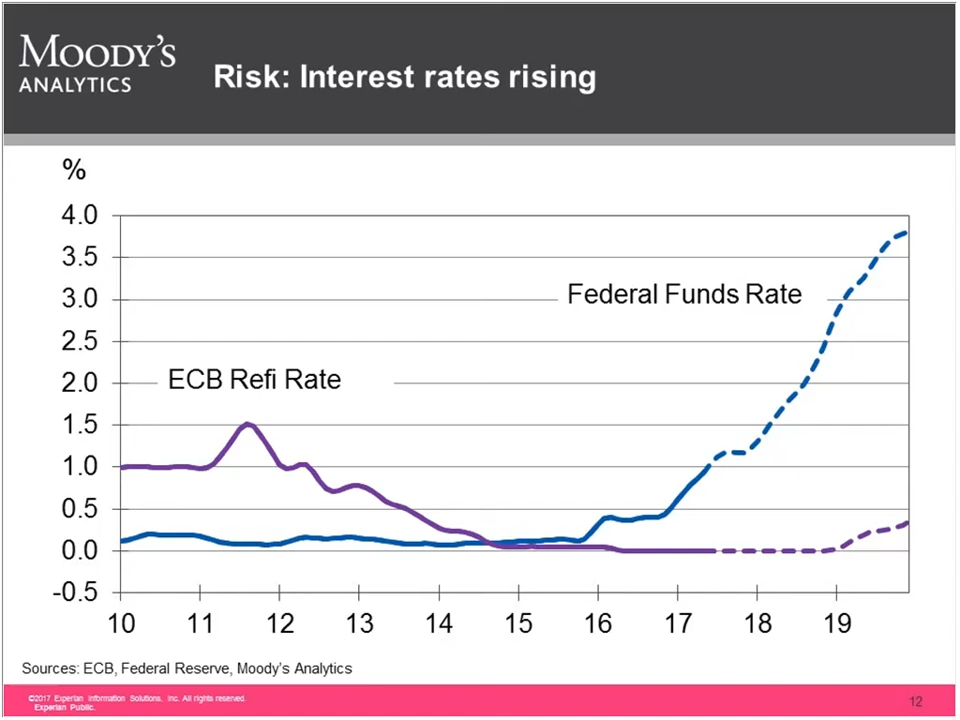 MOODY'S
ANALYTICS
Risk: Interest rates rising
%
4.0
3.5
3.0
2.5
2.0
1.5
1.0
0.5
0.0
-0.5
Federal Funds Rate
ECB Refi Rate
10 11 12 13 14 15 16 17 18 19
Sources: ECB, Federal Reserve, Moody's Analytics
©2017 Experian Information Solutions, Inc. All rights reserved.
Experian Public.
12